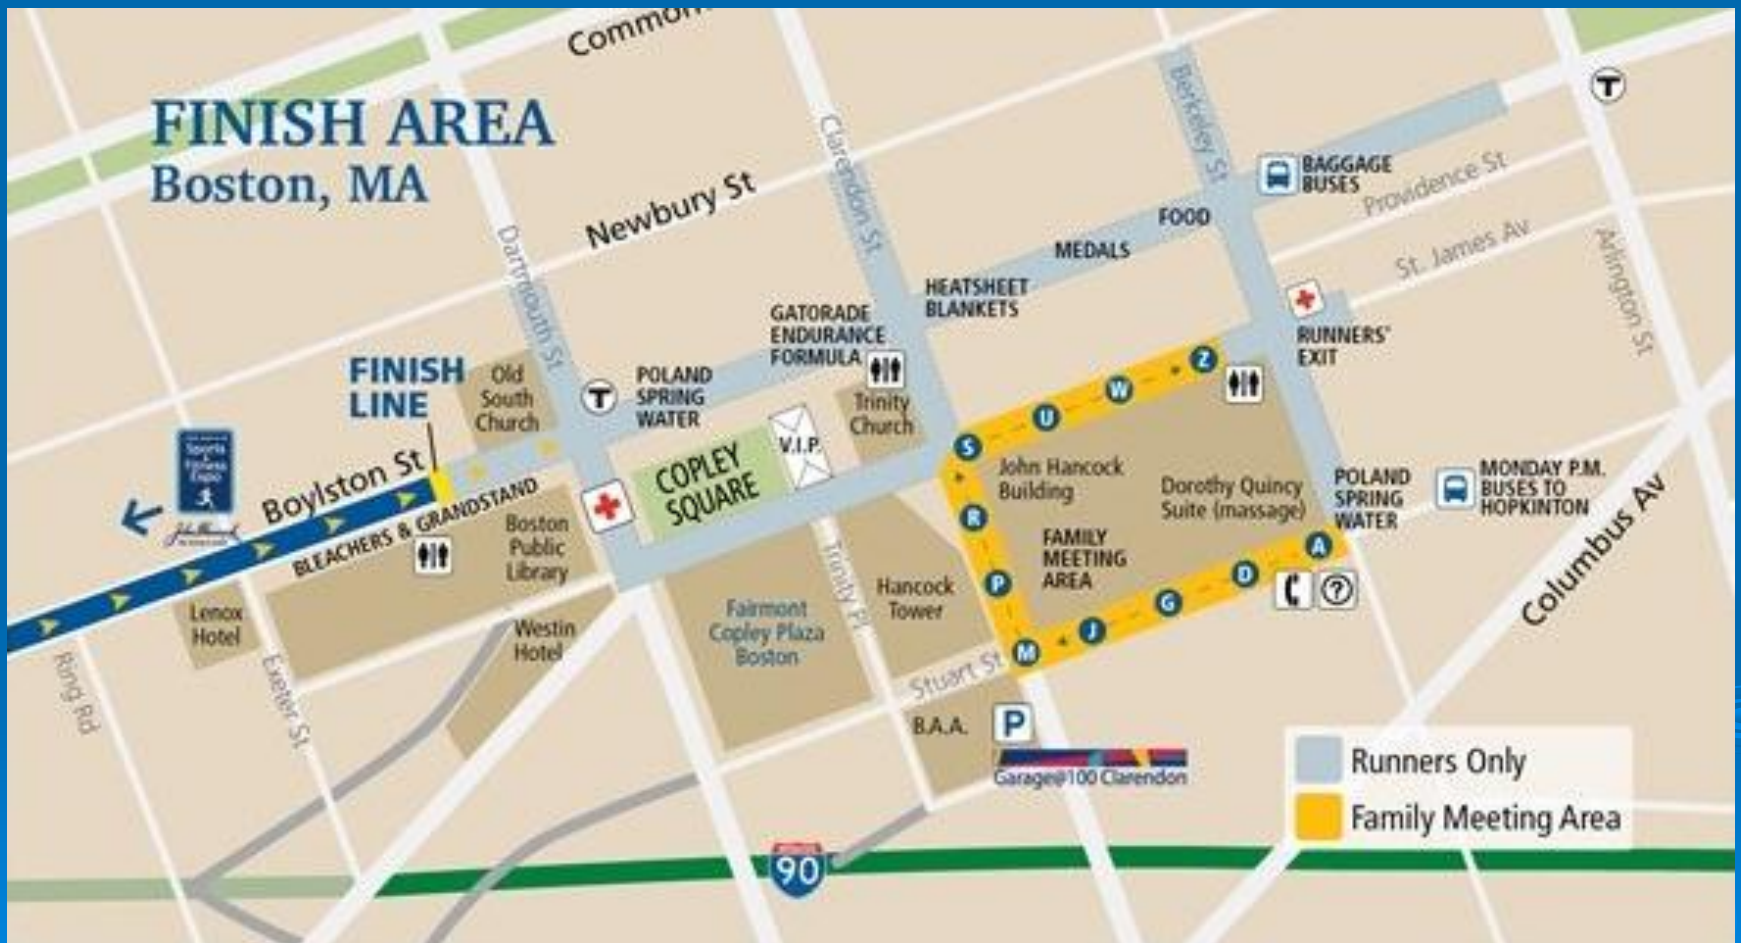 Common
FINISH AREA
Boston, MA
Newbury St
Dartmouth St
Clarendon St
Berkeley St
T
BAGGAGE
BUSES
Providence St
St. James Av
Arlington St
FOOD
MEDALS
HEATSHEET
BLANKETS
GATORADE
ENDURANCE
FORMULA
RUNNERS'
EXIT
FINISH
LINE
Old
South
Church
T
POLAND
SPRING
WATER
Trinity
Church
V.I.P.
COPLEY
SQUARE
Z
W
U
S
R
P
M
J
G
D
A
Sports
Fitness
Expo
John Hancock
Boylston St
BLEACHERS & GRANDSTAND
Boston
Public
Library
John Hancock
Building
Dorothy Quincy
Suite (massage)
FAMILY
MEETING
AREA
POLAND
SPRING
WATER
MONDAY P.M.
BUSES TO
HOPKINTON
Columbus Av
?
Lenox
Hotel
Westin
Hotel
Fairmont
Copley Plaza
Boston
Trinity Pl
Hancock
Tower
Stuart St
Ring Rd
Exeter St
B.A.A.
P
Garage@100 Clarendon
90
Runners Only
Family Meeting Area